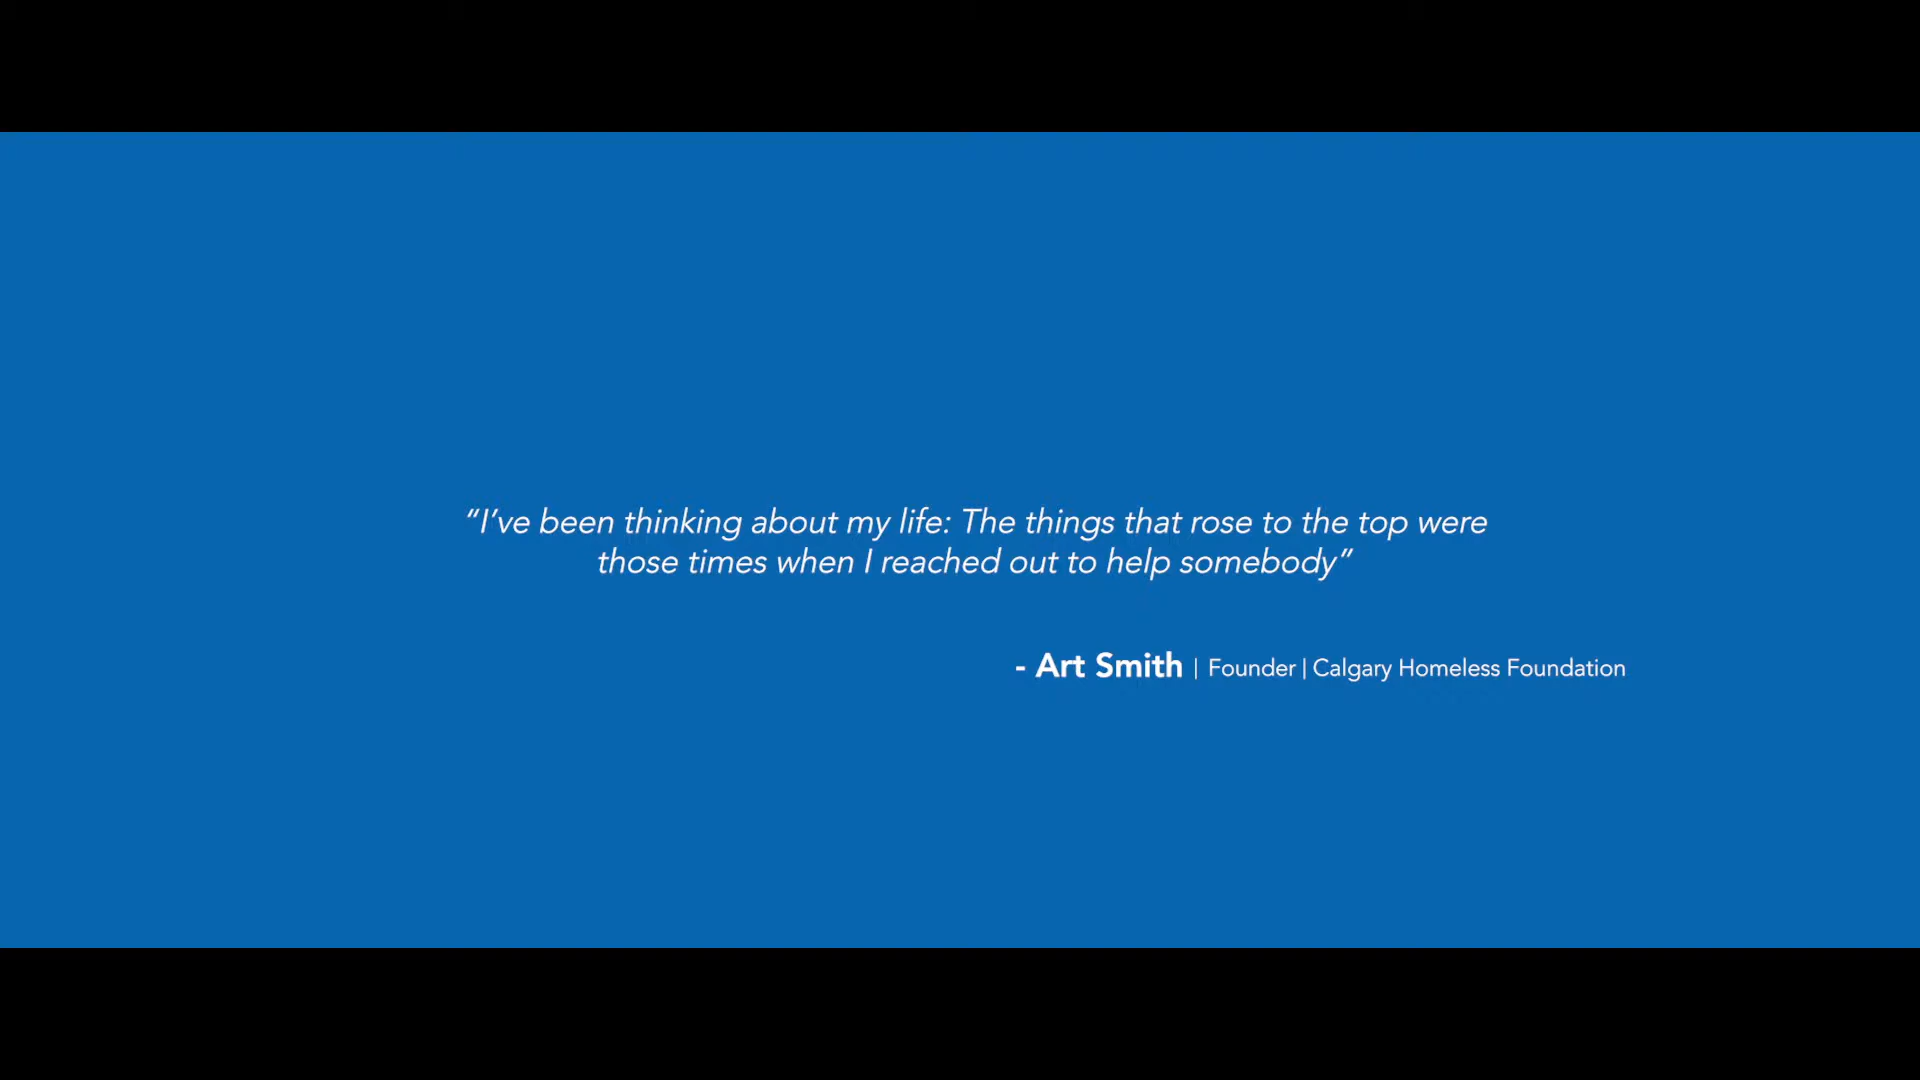 “I’ve been thinking about my life: The things that rose to the top were
those times when I reached out to help somebody”
- Art Smith | Founder | Calgary Homeless Foundation